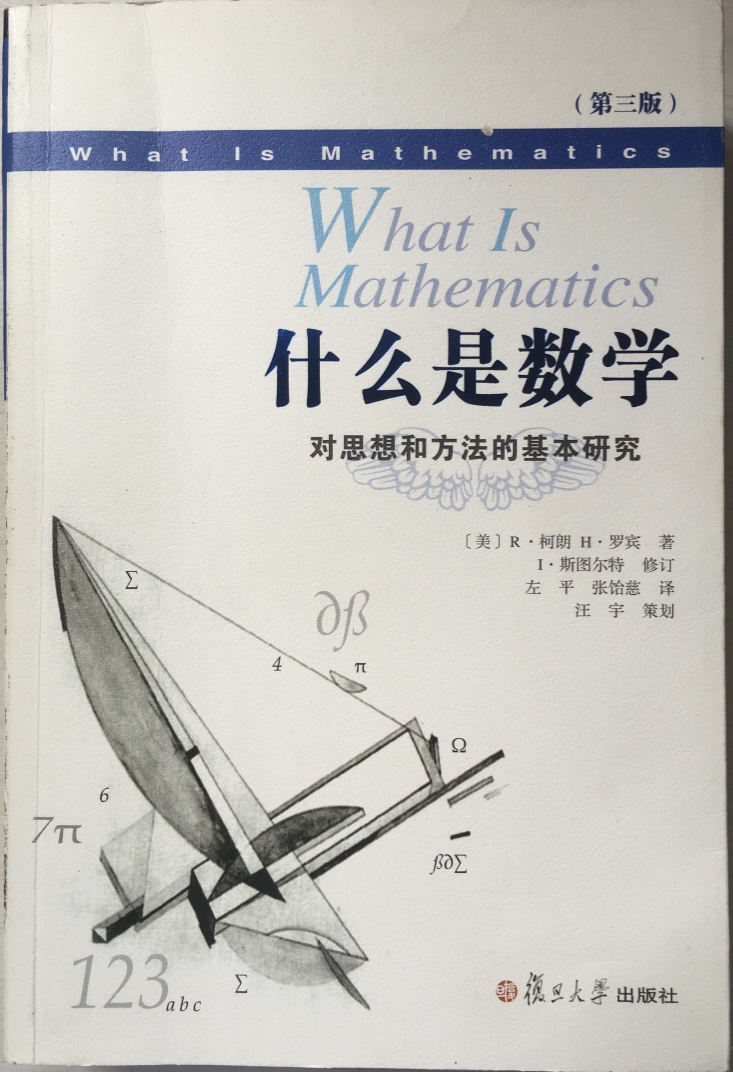 （第三版）
What Is Mathematics
What Is
Mathematics
什么是数学
对思想和方法的基本研究
〔美〕R·柯朗 H·罗宾 著
I·斯图尔特 修订
左 平 张饴慈 译
汪 宇 策划
∑
∂ß
4
π
Ω
6
7π
ß∂∑
123
abc
∑
復旦大學出版社